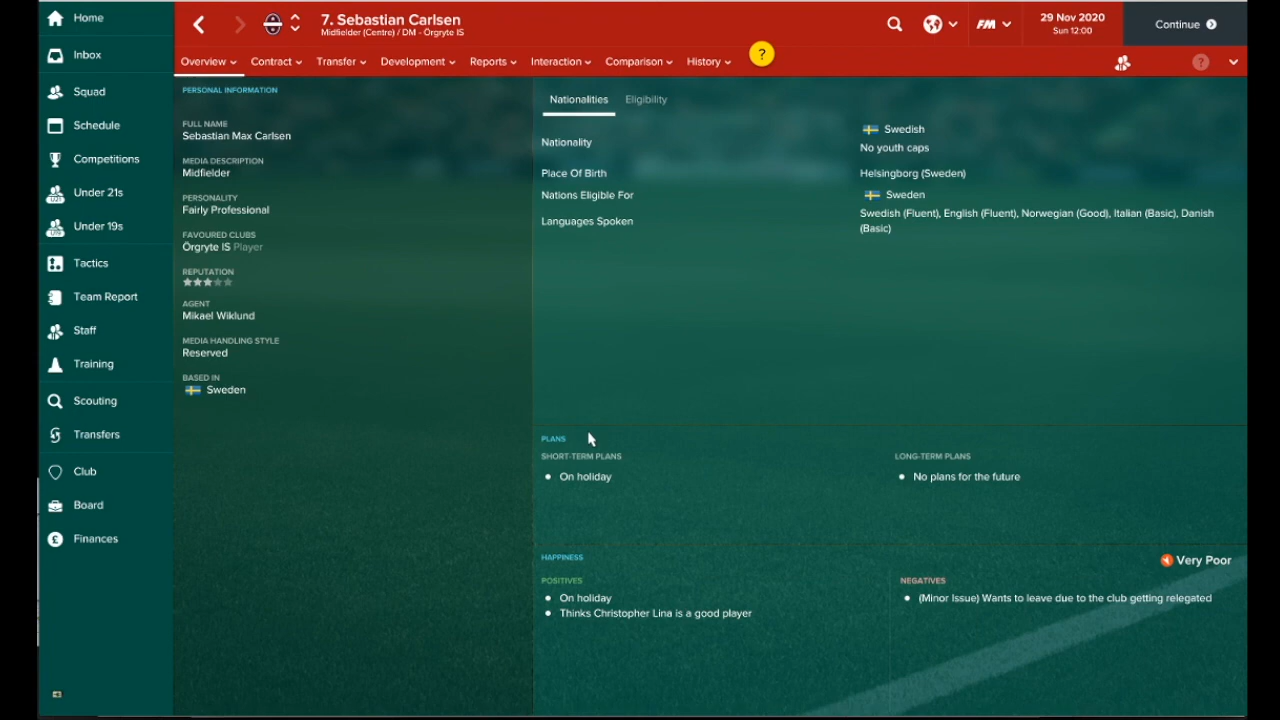 Home
Inbox
Squad
Schedule
Competitions
Under 21s
Under 19s
Tactics
Team Report
Staff
Training
Scouting
Transfers
Club
Board
Finances
7. Sebastian Carlsen
Midfielder (Centre) / DM - Örgryte IS
FM
29 Nov 2020
Sun 12:00
Continue
Overview
Contract
Transfer
Development
Reports
Interaction
Comparison
History
?
?
PERSONAL INFORMATION
FULL NAME
Sebastian Max Carlsen
MEDIA DESCRIPTION
Midfielder
PERSONALITY
Fairly Professional
FAVOURED CLUBS
Örgryte IS Player
REPUTATION
AGENT
Mikael Wiklund
MEDIA HANDLING STYLE
Reserved
BASED IN
Sweden
Nationalities Eligibility
Nationality
Swedish
No youth caps
Place Of Birth
Helsingborg (Sweden)
Nations Eligible For
Sweden
Languages Spoken
Swedish (Fluent), English (Fluent), Norwegian (Good), Italian (Basic), Danish
(Basic)
PLANS
SHORT-TERM PLANS
On holiday
LONG-TERM PLANS
No plans for the future
HAPPINESS
Very Poor
POSITIVES
On holiday
Thinks Christopher Lina is a good player
NEGATIVES
(Minor Issue) Wants to leave due to the club getting relegated